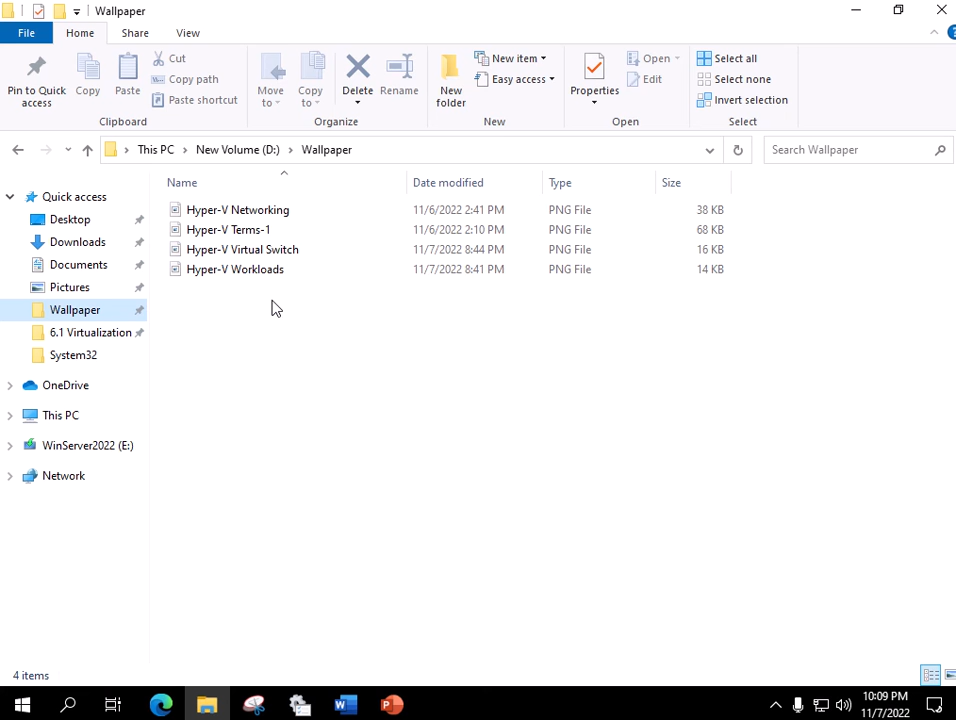 Wallpaper
File Home Share View
Pin to Quick access
Copy
Paste
Cut
Copy path
Paste shortcut
Clipboard
Move to
Copy to
Delete
Rename
Organize
New folder
New item
Easy access
New
Properties
Open
Edit
Open
Select all
Select none
Invert selection
Select
This PC New Volume (D:) Wallpaper
Search Wallpaper
Name Date modified Type Size
Hyper-V Networking 11/6/2022 2:41 PM PNG File 38 KB
Hyper-V Terms-1 11/6/2022 2:10 PM PNG File 68 KB
Hyper-V Virtual Switch 11/7/2022 8:44 PM PNG File 16 KB
Hyper-V Workloads 11/7/2022 8:41 PM PNG File 14 KB
Quick access
Desktop
Downloads
Documents
Pictures
Wallpaper
6.1 Virtualization
System32
OneDrive
This PC
WinServer2022 (E:)
Network
4 items
10:09 PM
11/7/2022